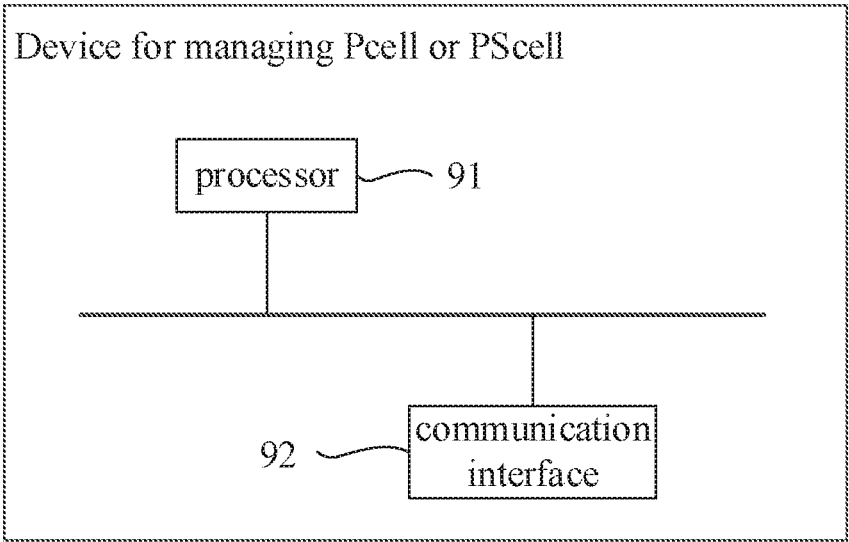 Device for managing Pcell or PScell
processor
91
92
communication
interface